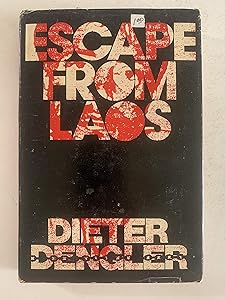 ESCAPE
FROM
LAOS
DIETER
DENGLER